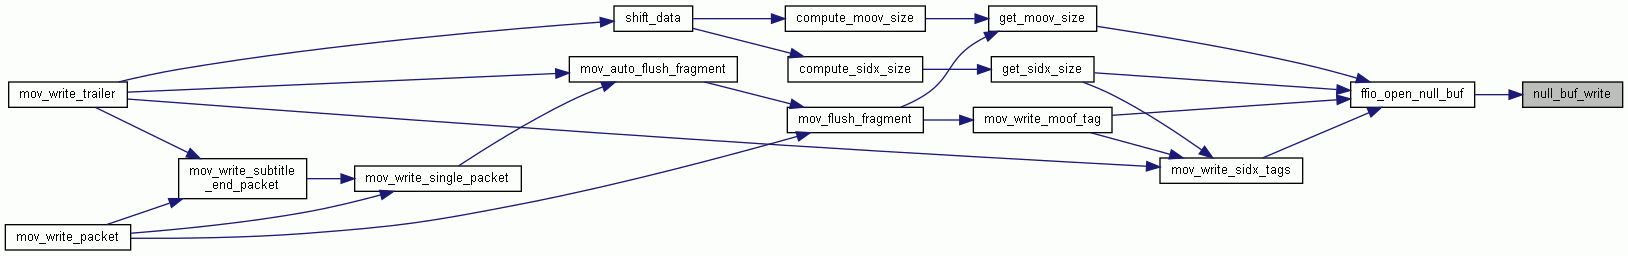 shift_data
compute_moov_size
get_moov_size
mov_auto_flush_fragment
compute_sidx_size
get_sidx_size
mov_write_trailer
ffio_open_null_buf
null_buf_write
mov_flush_fragment
mov_write_moof_tag
mov_write_subtitle
_end_packet
mov_write_single_packet
mov_write_sidx_tags
mov_write_packet